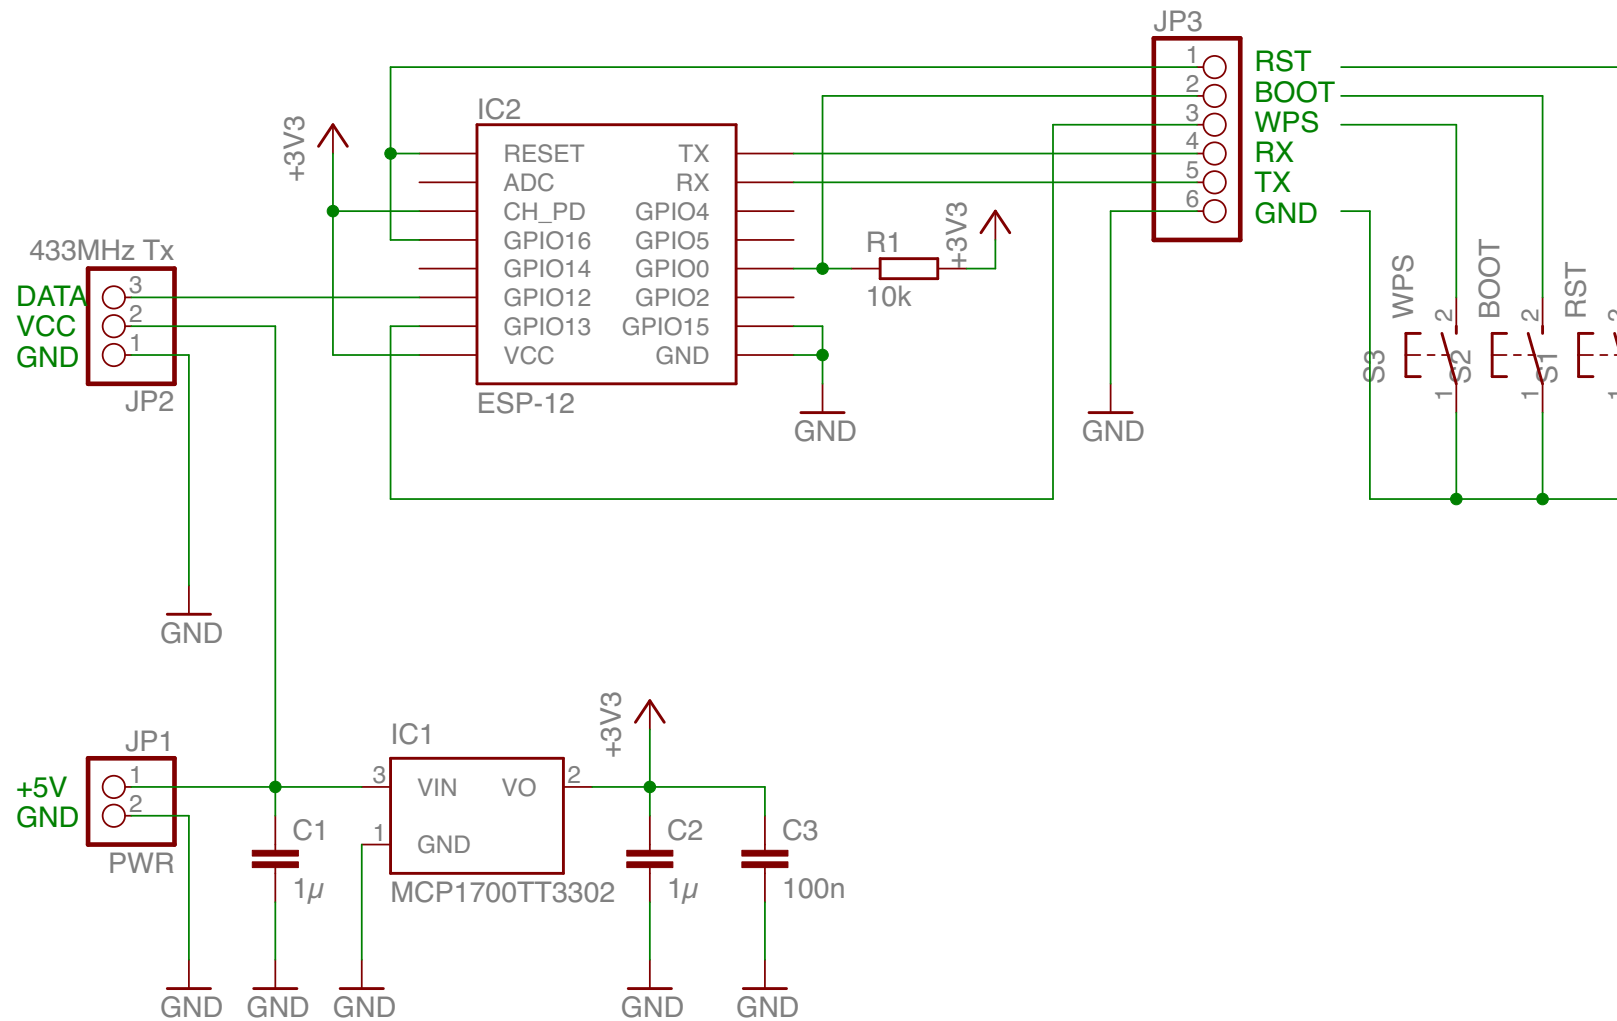 JP3
1
2
3
4
5
6
RST
BOOT
WPS
RX
TX
GND
IC2
+3V3
RESET
ADC
CH_PD
GPIO16
GPIO14
GPIO12
GPIO13
VCC
TX
RX
GPIO4
GPIO5
GPIO0
GPIO2
GPIO15
GND
ESP-12
R1
10k
+3V3
GND
GND
433MHz Tx
DATA
VCC
GND
3
2
1
JP2
GND
WPS
BOOT
RST
S3
S2
S1
2
2
2
1
1
1
JP1
+5V
GND
1
2
PWR
IC1
3
VIN
VO
2
1
GND
MCP1700TT3302
+3V3
C1
1µ
C2
1µ
C3
100n
GND
GND
GND
GND
GND